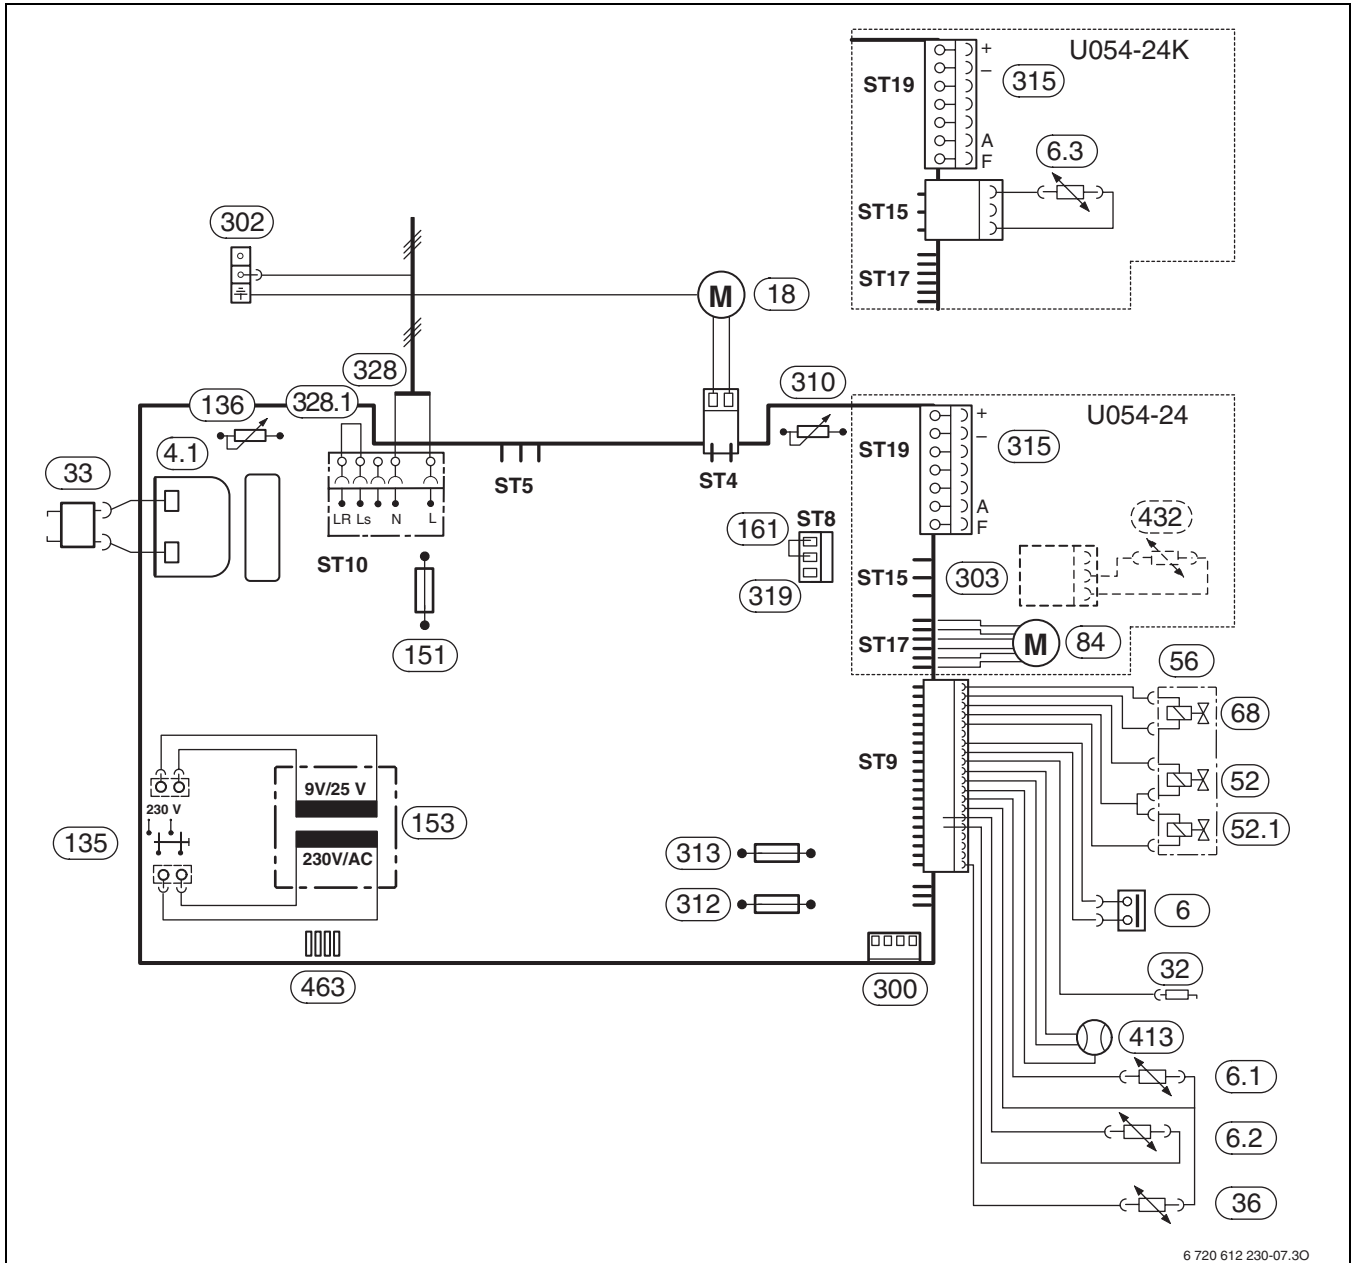 U054-24K
+
–
ST19
315
A
F
6.3
ST15
ST17
302
M
18
328
310
136
328.1
U054-24
+
–
ST19
315
4.1
33
ST5
ST4
LR Ls N L
ST10
161
ST8
319
A
F
432
ST15
303
151
ST17
M
84
56
68
ST9
52
52.1
9V/25 V
230 V
153
135
230V/AC
313
312
6
463
300
32
413
6.1
6.2
36
6 720 612 230-07.3O